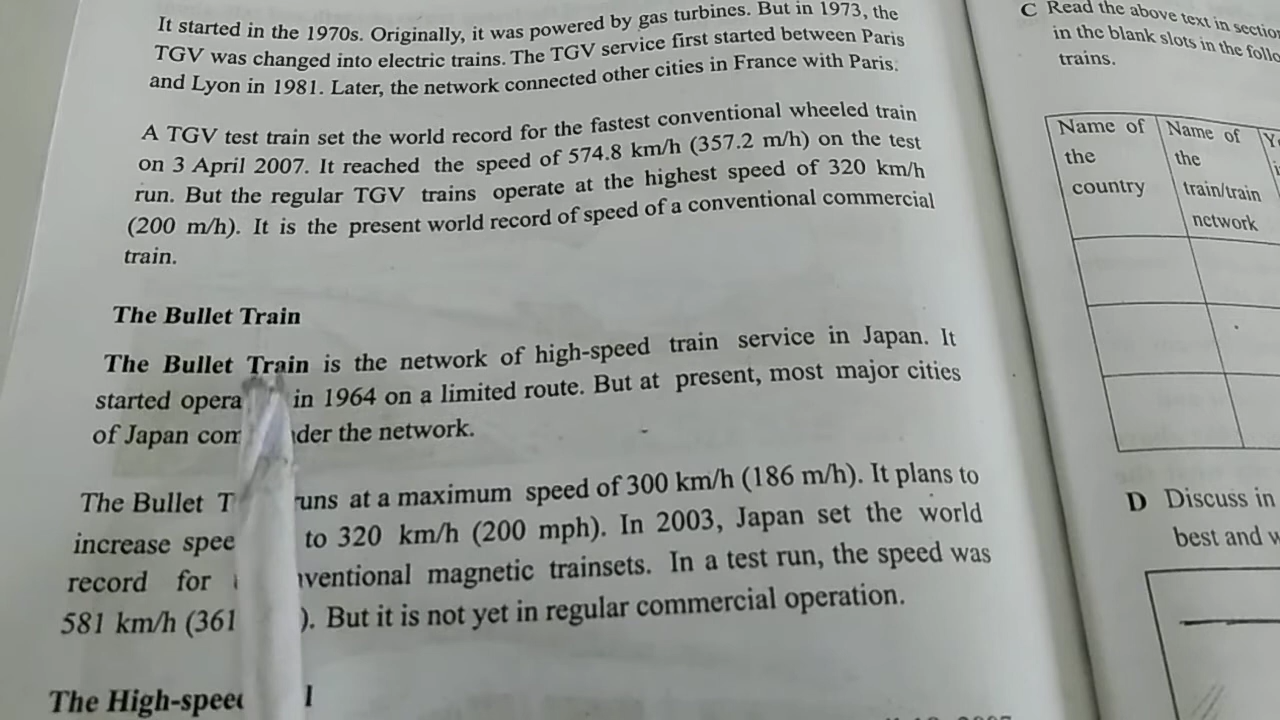 It started in the 1970s. Originally, it was powered by gas turbines. But in 1973, the
TGV was changed into electric trains. The TGV service first started between Paris
and Lyon in 1981. Later, the network connected other cities in France with Paris.
A TGV test train set the world record for the fastest conventional wheeled train
on 3 April 2007. It reached the speed of 574.8 km/h (357.2 m/h) on the test
run. But the regular TGV trains operate at the highest speed of 320 km/h
(200 m/h). It is the present world record of speed of a conventional commercial
train.
The Bullet Train
The Bullet Train is the network of high-speed train service in Japan. It
started in 1964 on a limited route. But at present, most major cities
of Japan the network.
The Bullet at a maximum speed of 300 km/h (186 m/h). It plans to
increase to 320 km/h (200 mph). In 2003, Japan set the world
record for magnetic trainsets. In a test run, the speed was
581 km/h (361 ). But it is not yet in regular commercial operation.
The
C Read the above text in
in the blank slots in the
trains.
Name of the country
Name of the train/train network
D Discuss in
best and